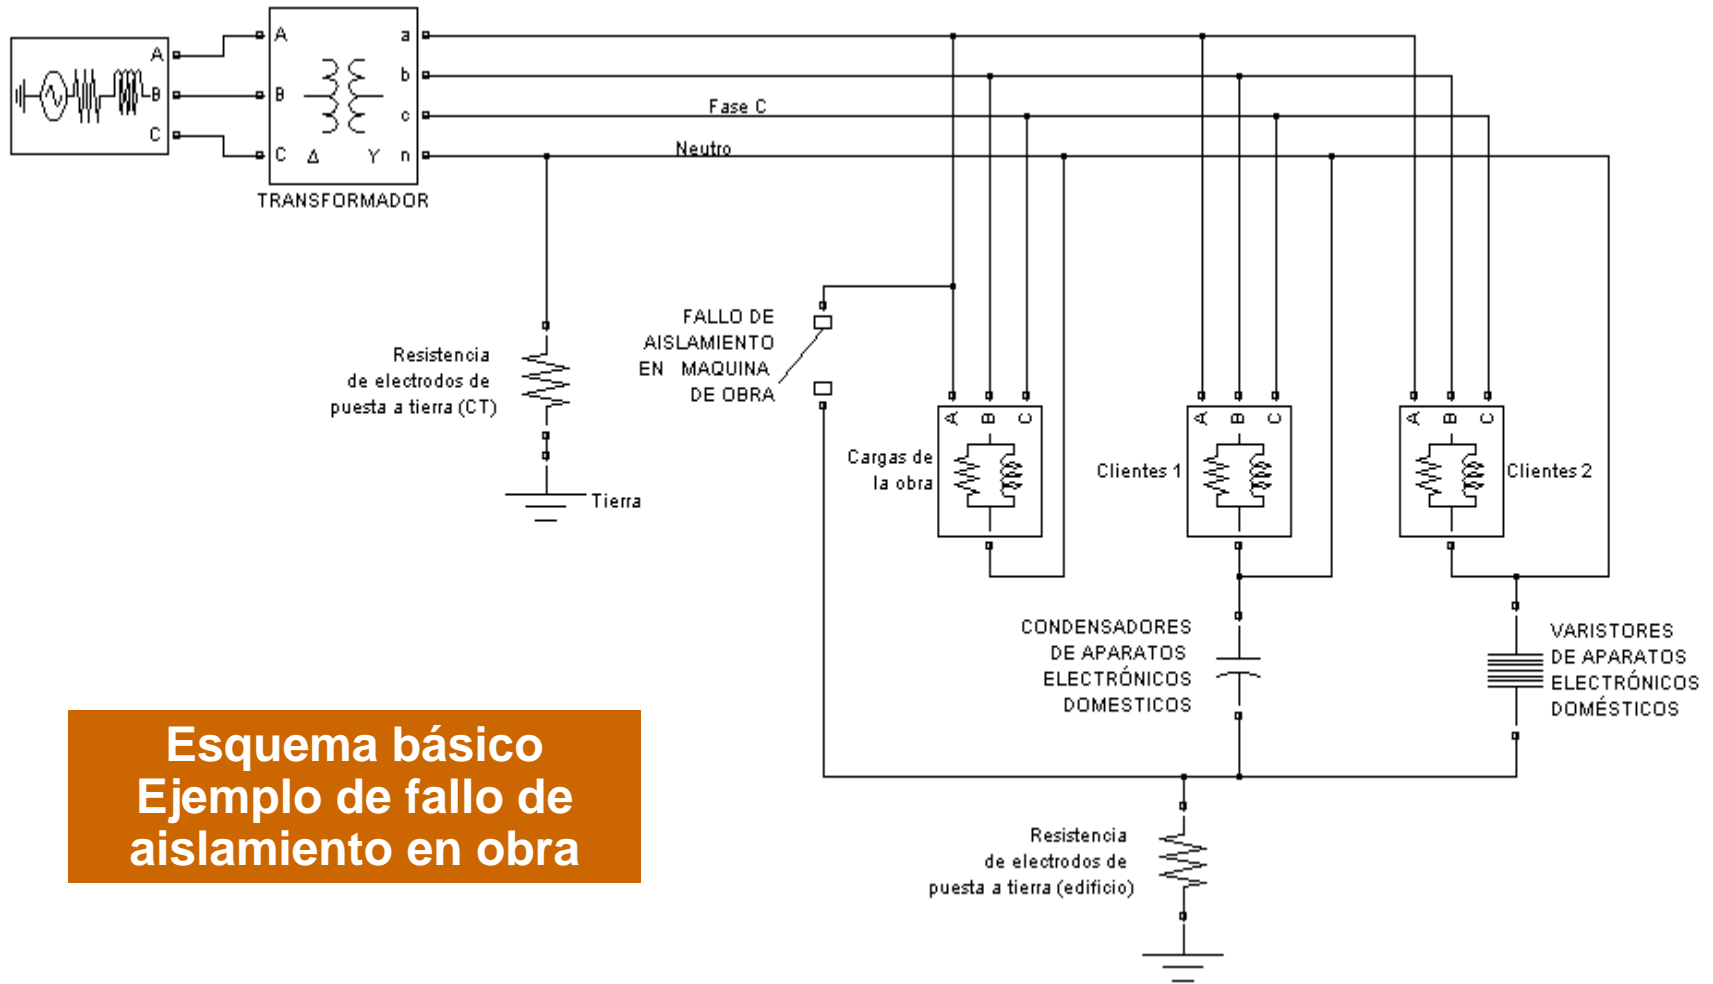 A
B
C
A
B
C
Δ
Y
a
b
c
n
TRANSFORMADOR
Fase C
Neutro
Resistencia
de electrodos de
puesta a tierra (CT)
Tierra
FALLO DE
AISLAMIENTO
EN MAQUINA
DE OBRA
A
B
C
Cargas de
la obra
A
B
C
Clientes 1
A
B
C
Clientes 2
CONDENSADORES
DE APARATOS
ELECTRÓNICOS
DOMESTICOS
VARISTORES
DE APARATOS
ELECTRÓNICOS
DOMÉSTICOS
Esquema básico
Ejemplo de fallo de
aislamiento en obra
Resistencia
de electrodos de
puesta a tierra (edificio)